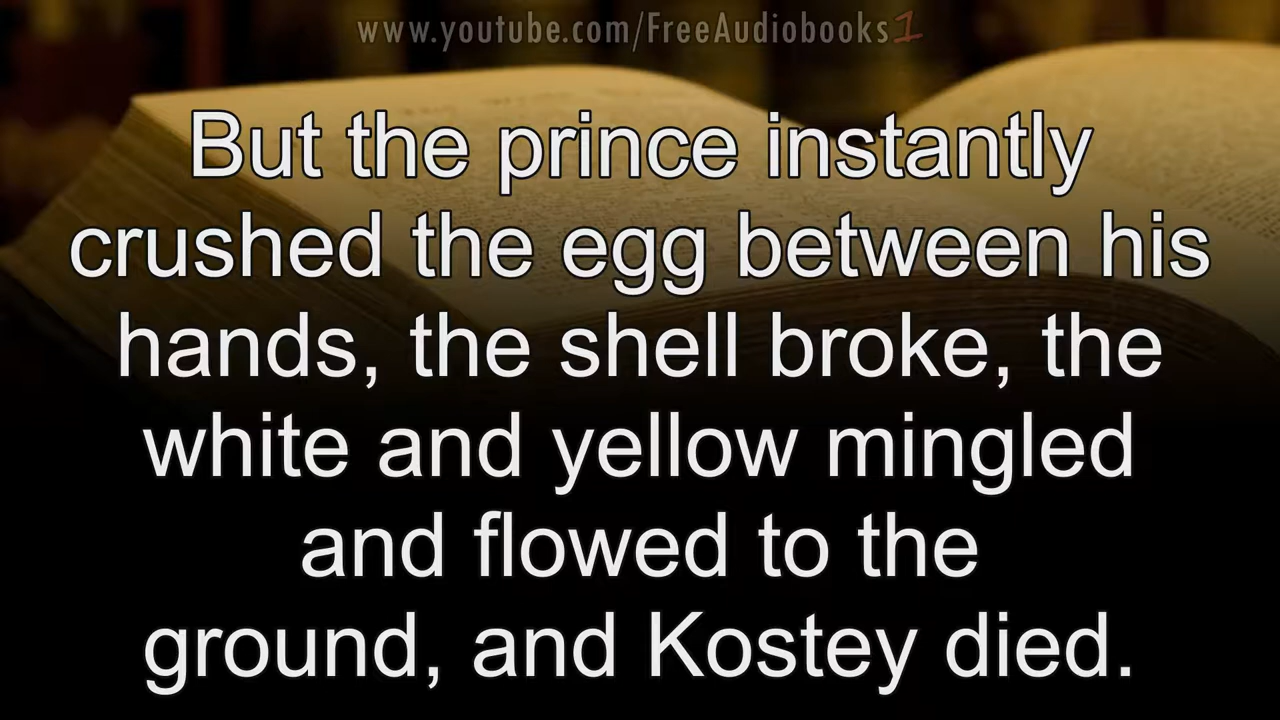 www.youtube.com/FreeAudiobooks1
But the prince instantly
crushed the egg between his
hands, the shell broke, the
white and yellow mingled
and flowed to the
ground, and Kostey died.